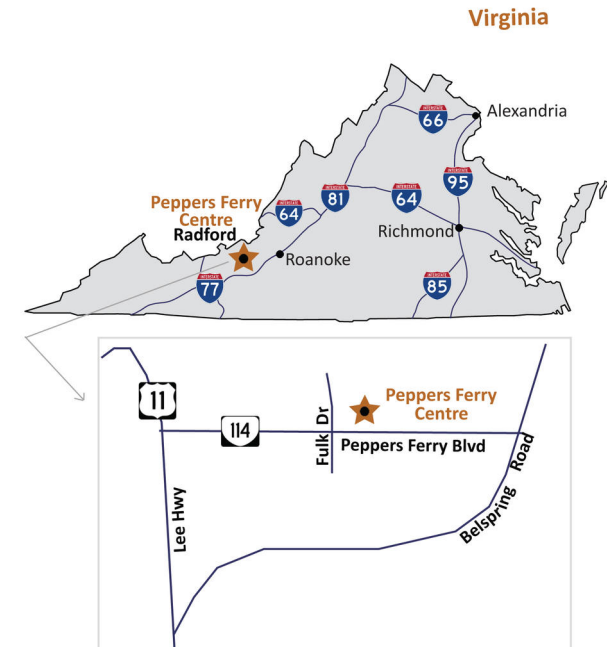 Virginia
INTERSTATE
66
Alexandria
INTERSTATE
95
INTERSTATE
81
INTERSTATE
64
INTERSTATE
64
Peppers Ferry
Centre
Radford
Richmond
Roanoke
INTERSTATE
77
INTERSTATE
85
11
Peppers Ferry
Centre
114
Fulk Dr
Peppers Ferry Blvd
Lee Hwy
Belspring Road